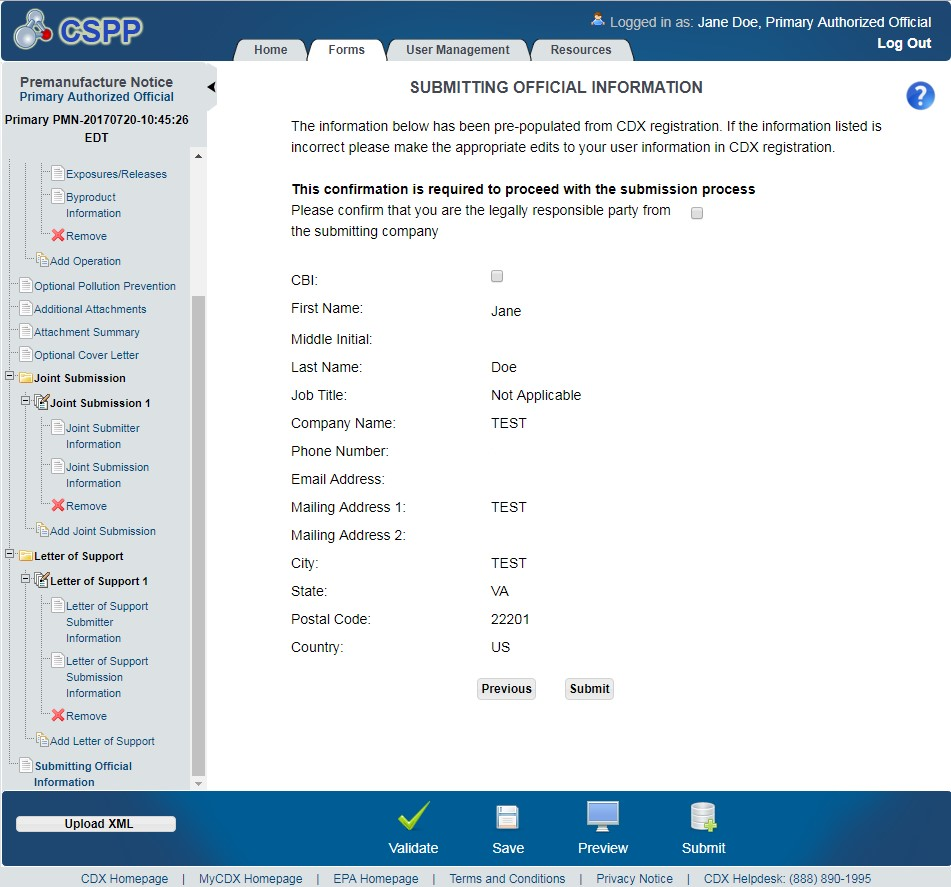 CSPP
Logged in as: Jane Doe, Primary Authorized Official
Log Out
Home
Forms
User Management
Resources
Premanufacture Notice
Primary Authorized Official
Primary PMN-20170720-10:45:26
EDT
Exposures/Releases
Byproduct
Information
Remove
Add Operation
Optional Pollution Prevention
Additional Attachments
Attachment Summary
Optional Cover Letter
Joint Submission
Joint Submission 1
Joint Submitter
Information
Joint Submission
Information
Remove
Add Joint Submission
Letter of Support
Letter of Support 1
Letter of Support
Submitter
Information
Letter of Support
Submission
Information
Remove
Add Letter of Support
Submitting Official
Information
SUBMITTING OFFICIAL INFORMATION
?
The information below has been pre-populated from CDX registration. If the information listed is
incorrect please make the appropriate edits to your user information in CDX registration.
This confirmation is required to proceed with the submission process
Please confirm that you are the legally responsible party from
the submitting company
CBI:
First Name: Jane
Middle Initial:
Last Name: Doe
Job Title: Not Applicable
Company Name: TEST
Phone Number:
Email Address:
Mailing Address 1: TEST
Mailing Address 2:
City: TEST
State: VA
Postal Code: 22201
Country: US
Previous
Submit
Upload XML
Validate
Save
Preview
Submit
CDX Homepage | MyCDX Homepage | EPA Homepage | Terms and Conditions | Privacy Notice | CDX Helpdesk: (888) 890-1995